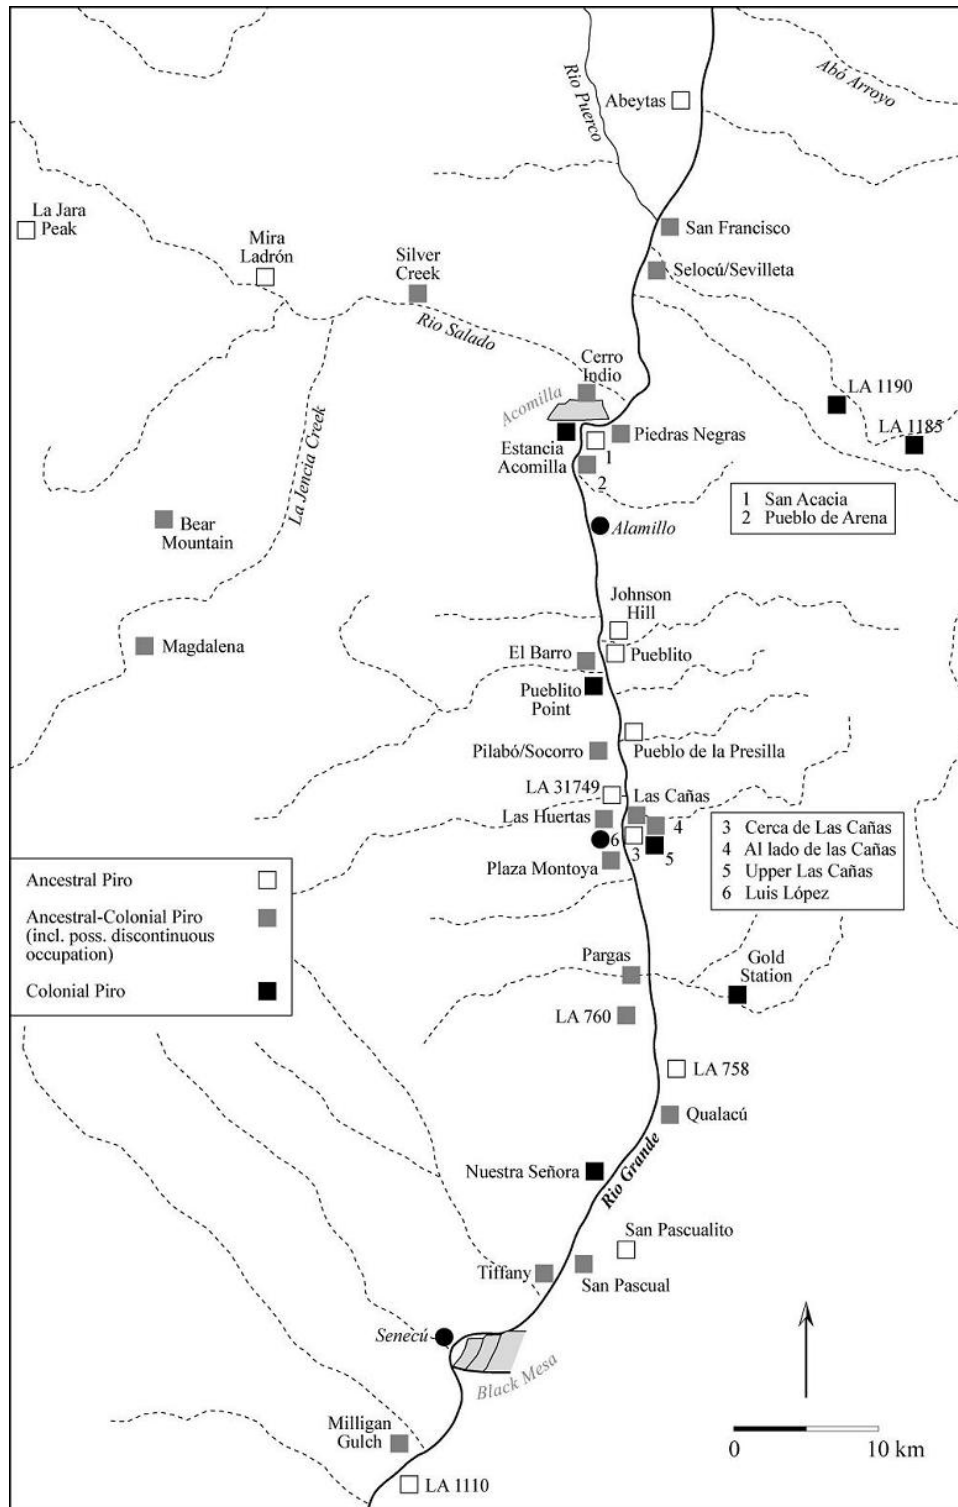 Rio Puerco
Abó Arroyo
Abeytas
La Jara
Peak
San Francisco
Mira
Ladrón
Silver
Creek
Selocú/Sevilleta
Rio Salado
Cerro
Indio
Acomilla
LA 1190
LA 1185
Estancia
Acomilla
Piedras Negras
1
2
La Jencia Creek
1 San Acacia
2 Pueblo de Arena
Bear
Mountain
Alamillo
Johnson
Hill
Magdalena
El Barro
Pueblito
Pueblito
Point
Pilabó/Socorro
Pueblo de la Presilla
LA 31749
Las Cañas
Las Huertas
4
6
3
5
Plaza Montoya
3 Cerca de Las Cañas
4 Al lado de las Cañas
5 Upper Las Cañas
6 Luis López
Ancestral Piro
Ancestral-Colonial Piro
(incl. poss. discontinuous
occupation)
Colonial Piro
Pargas
Gold
Station
LA 760
LA 758
Qualacú
Nuestra Señora
Rio Grande
San Pascualito
Tiffany
San Pascual
Senecú
Black Mesa
Milligan
Gulch
LA 1110
0 10 km